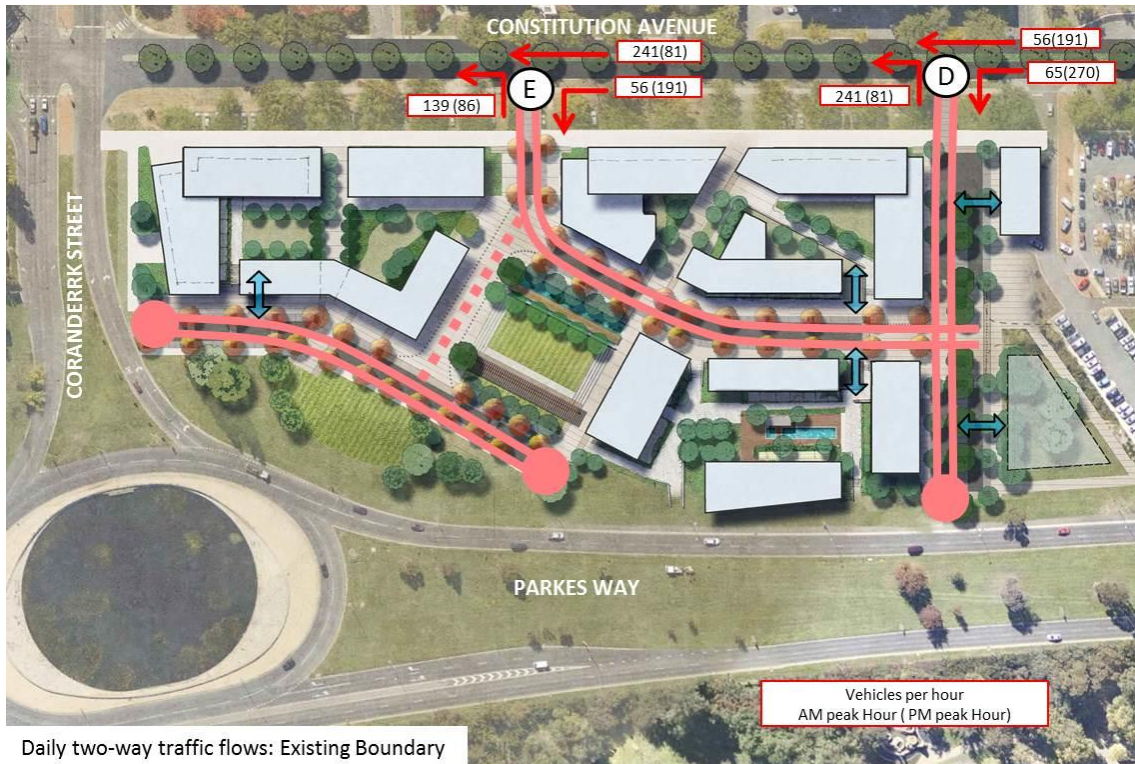 CONSTITUTION AVENUE
56(191)
241(81)
D
65(270)
E
56 (191)
139 (86)
241 (81)
CORANDERRK STREET
PARKES WAY
Vehicles per hour
AM peak Hour ( PM peak Hour)
Daily two-way traffic flows: Existing Boundary